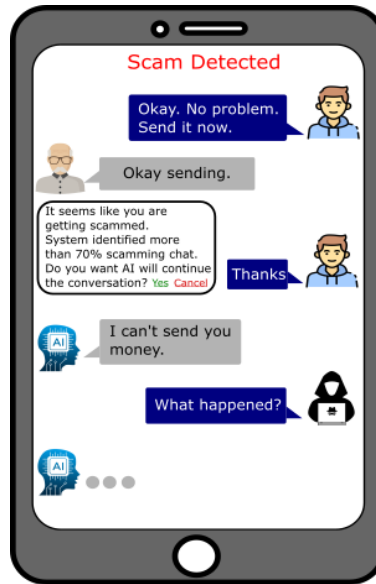 Scam Detected
Okay. No problem.
Send it now.
Okay sending.
It seems like you are
getting scammed.
System identified more
than 70% scamming chat.
Do you want AI will continue
the conversation? Yes Cancel
Thanks
AI
I can't send you
money.
What happened?
AI